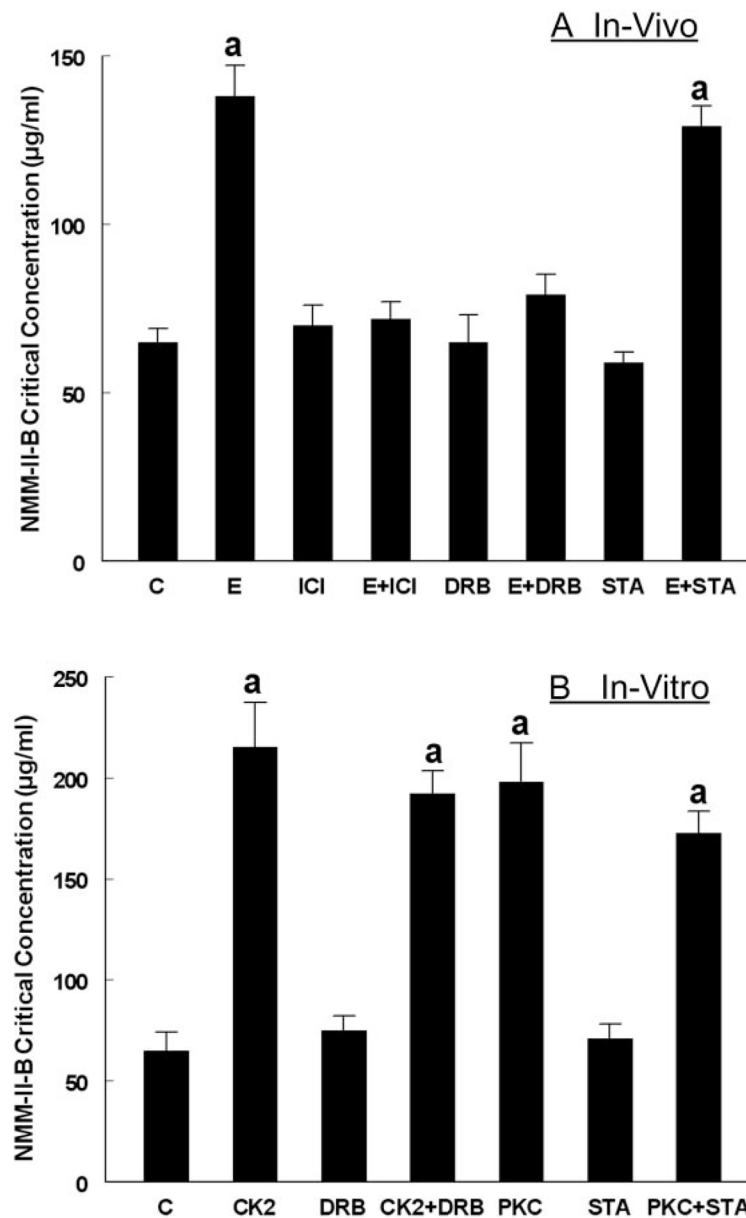 A In-Vivo
NMM-II-B Critical Concentration (µg/ml)
150
100
50
0
a
a
C E ICI E+ICI DRB E+DRB STA E+STA
B In-Vitro
NMM-II-B Critical Concentration (µg/ml)
250
200
150
100
50
0
a
a
a
a
C CK2 DRB CK2+DRB PKC STA PKC+STA